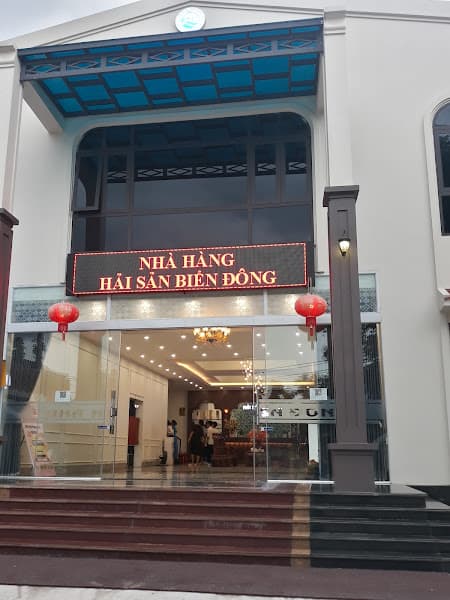 NHÀ HÀNG
HẢI SẢN BIỂN ĐÔNG